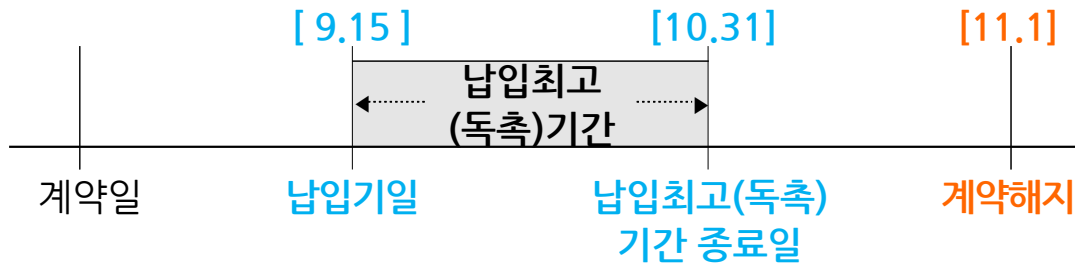 [ 9.15 ] [10.31] [11.1]
납입최고
(독촉)기간
계약일 납입기일 납입최고(독촉) 계약해지
기간 종료일